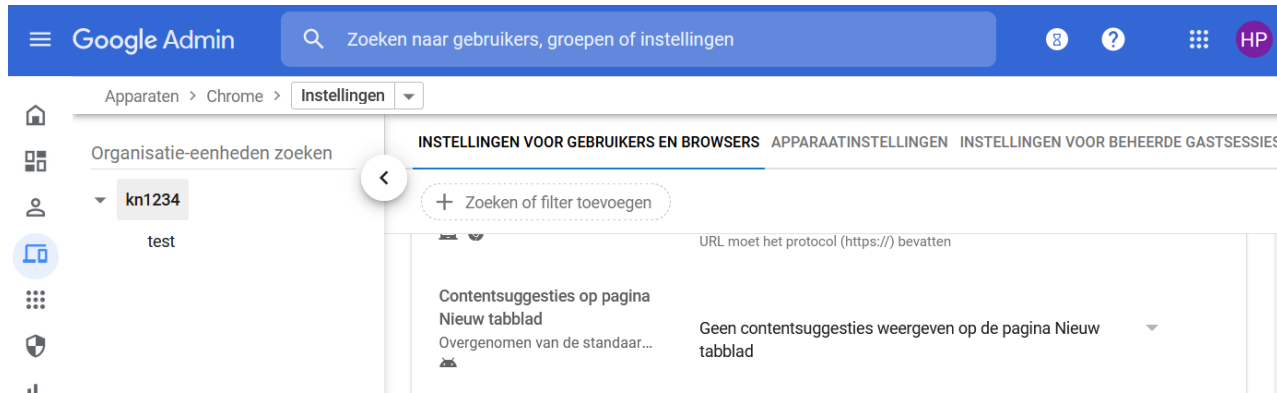 Google Admin
Zoeken naar gebruikers, groepen of instellingen
HP
Apparaten > Chrome > Instellingen
Organisatie-eenheden zoeken
kn1234
test
INSTELLINGEN VOOR GEBRUIKERS EN BROWSERS APPARAATINSTELLINGEN INSTELLINGEN VOOR BEHEERDE GASTSESSIES
+ Zoeken of filter toevoegen
URL moet het protocol (https://) bevatten
Contentsuggesties op pagina
Nieuw tabblad
Overgenomen van de standaar...
Geen contentsuggesties weergeven op de pagina Nieuw
tabblad